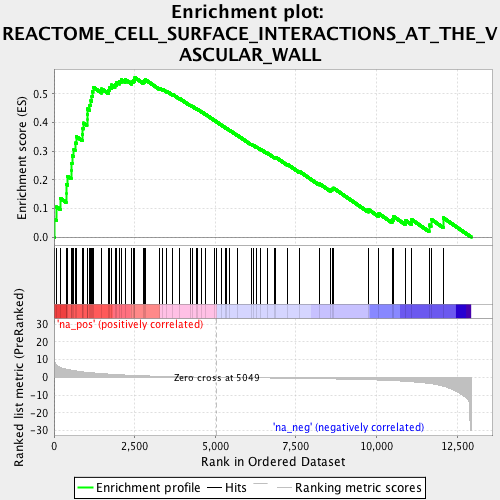 Enrichment plot:
REACTOME_CELL_SURFACE_INTERACTIONS_AT_THE_V
ASCULAR_WALL
Enrichment score (ES)
0.5
0.4
0.3
0.2
0.1
0.0
'na_pos' (positively correlated)
Ranked list metric (PreRanked)
30
20
10
0
-10
-20
-30
Zero cross at 5049
'na_neg' (negatively correlated)
0
2,500
5,000
7,500
10,000
12,500
Rank in Ordered Dataset
Enrichment profile
Hits
Ranking metric scores